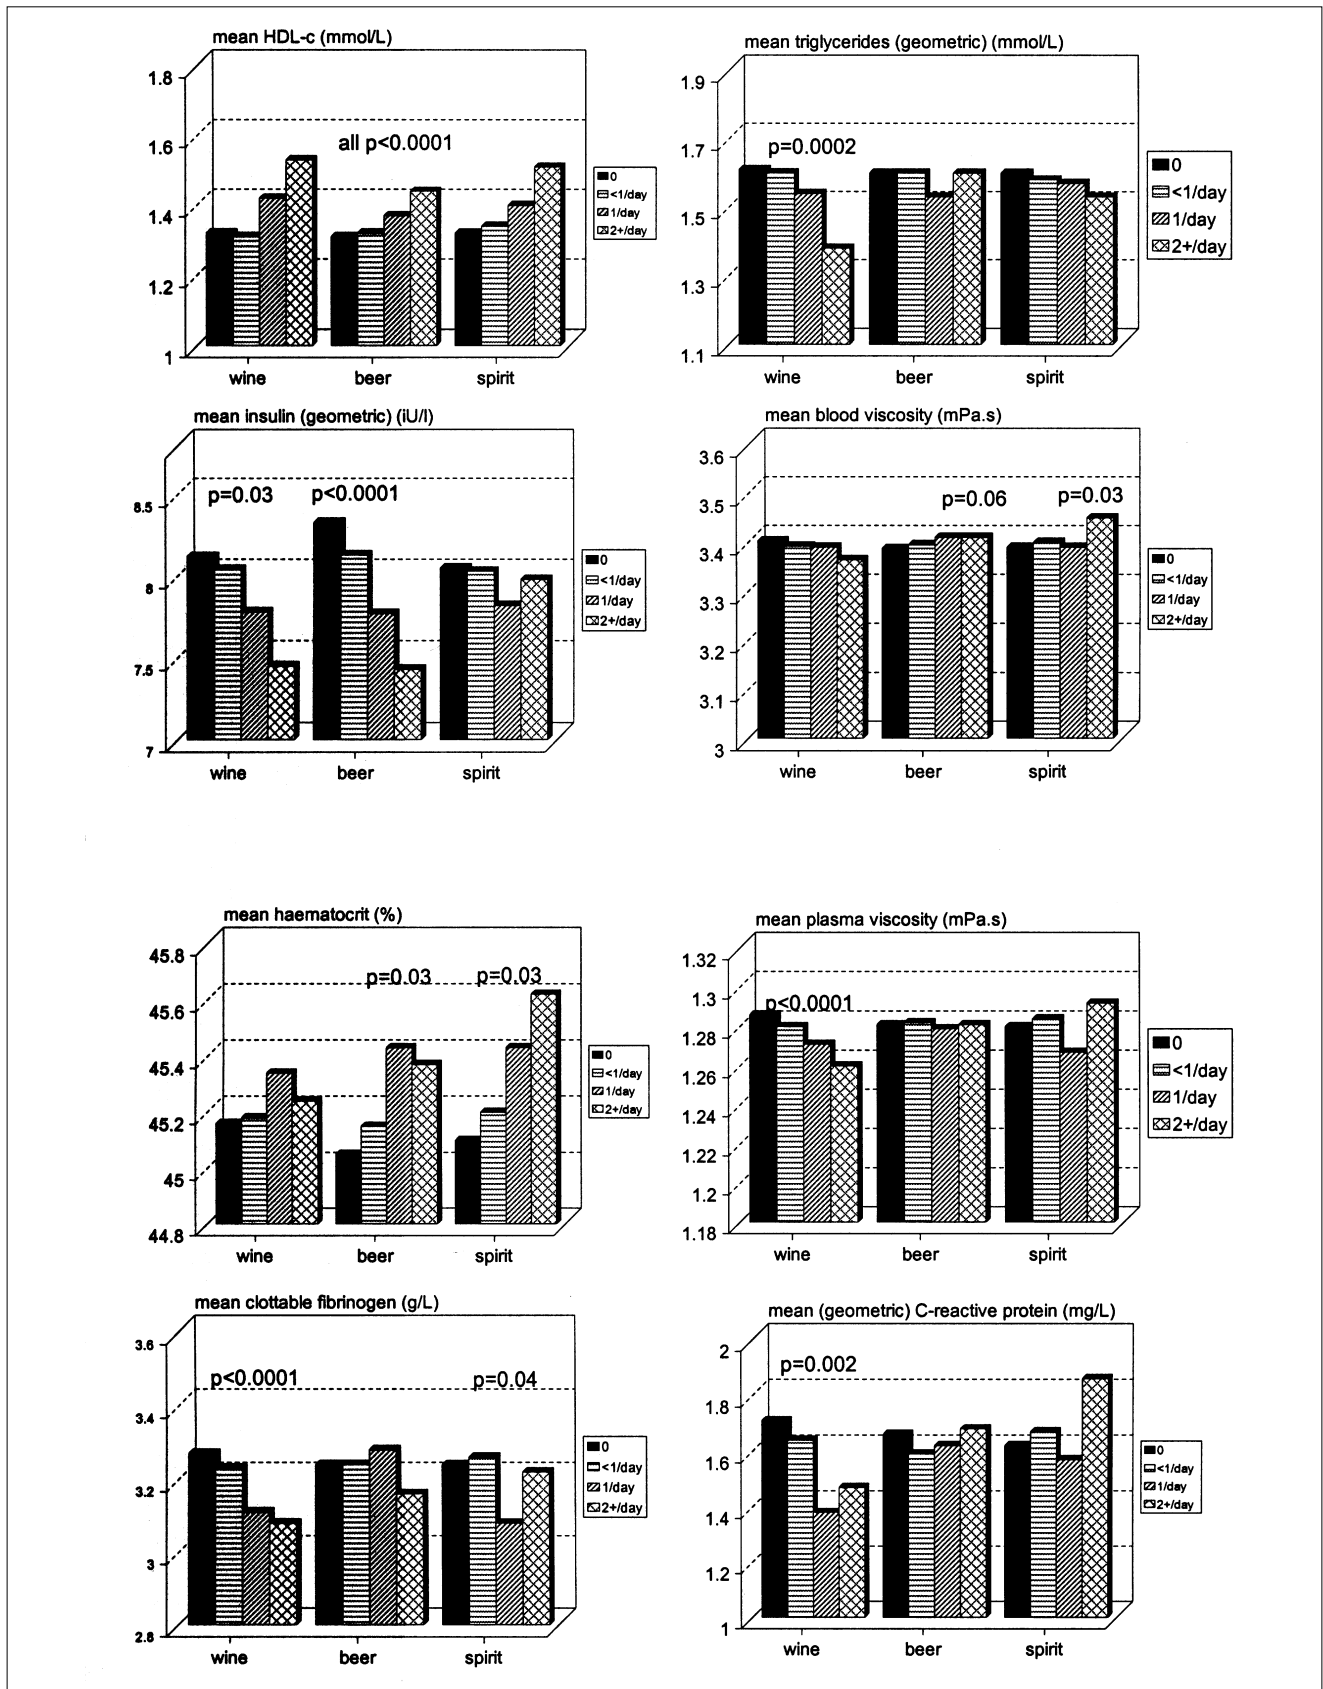 mean HDL-c (mmol/L)
1.8
1.6
1.4
1.2
1
all p<0.0001
wine
beer
spirit
0
<1/day
1/day
2+/day
mean triglycerides (geometric) (mmol/L)
1.9
1.7
1.5
1.3
1.1
p=0.0002
wine
beer
spirit
0
<1/day
1/day
2+/day
mean insulin (geometric) (iU/l)
8.5
8
7.5
7
p=0.03
p<0.0001
wine
beer
spirit
0
<1/day
1/day
2+/day
mean blood viscosity (mPa.s)
3.6
3.5
3.4
3.3
3.2
3.1
3
p=0.06
p=0.03
wine
beer
spirit
0
<1/day
1/day
2+/day
mean haematocrit (%)
45.8
45.6
45.4
45.2
45
44.8
p=0.03
p=0.03
wine
beer
spirit
0
<1/day
1/day
2+/day
mean plasma viscosity (mPa.s)
1.32
1.3
1.28
1.26
1.24
1.22
1.2
1.18
p<0.0001
wine
beer
spirit
0
<1/day
1/day
2+/day
mean clottable fibrinogen (g/L)
3.6
3.4
3.2
3
2.8
p<0.0001
p=0.04
wine
beer
spirit
0
<1/day
1/day
2+/day
mean (geometric) C-reactive protein (mg/L)
2
1.8
1.6
1.4
1.2
1
p=0.002
wine
beer
spirit
0
<1/day
1/day
2+/day